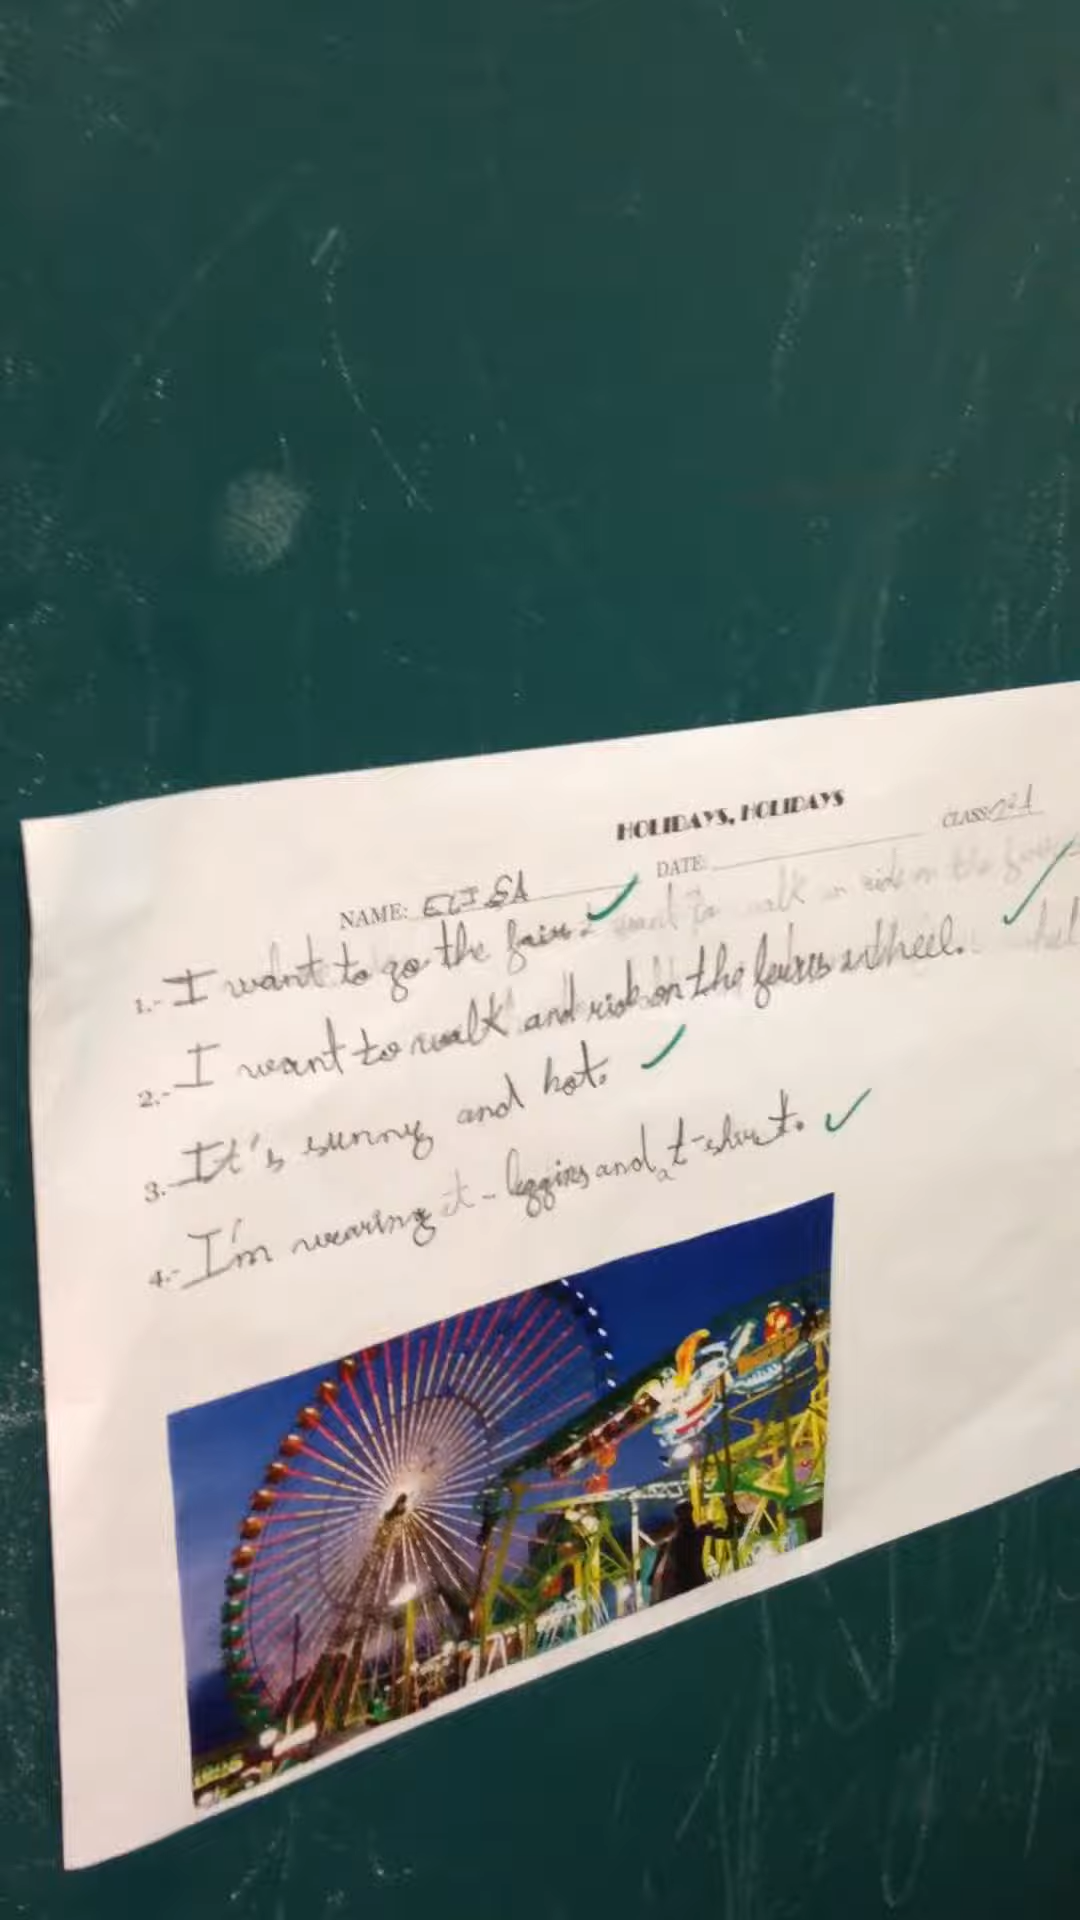 HOLIDAYS, HOLIDAYS
NAME: ELISA DATE: CLASS: 2º1
1.- I want to go the fair.
2.- I want to walk and ride on the ferris wheel.
3.- It's sunny and hot.
4.- I'm wearing leggins and a t-shirt.